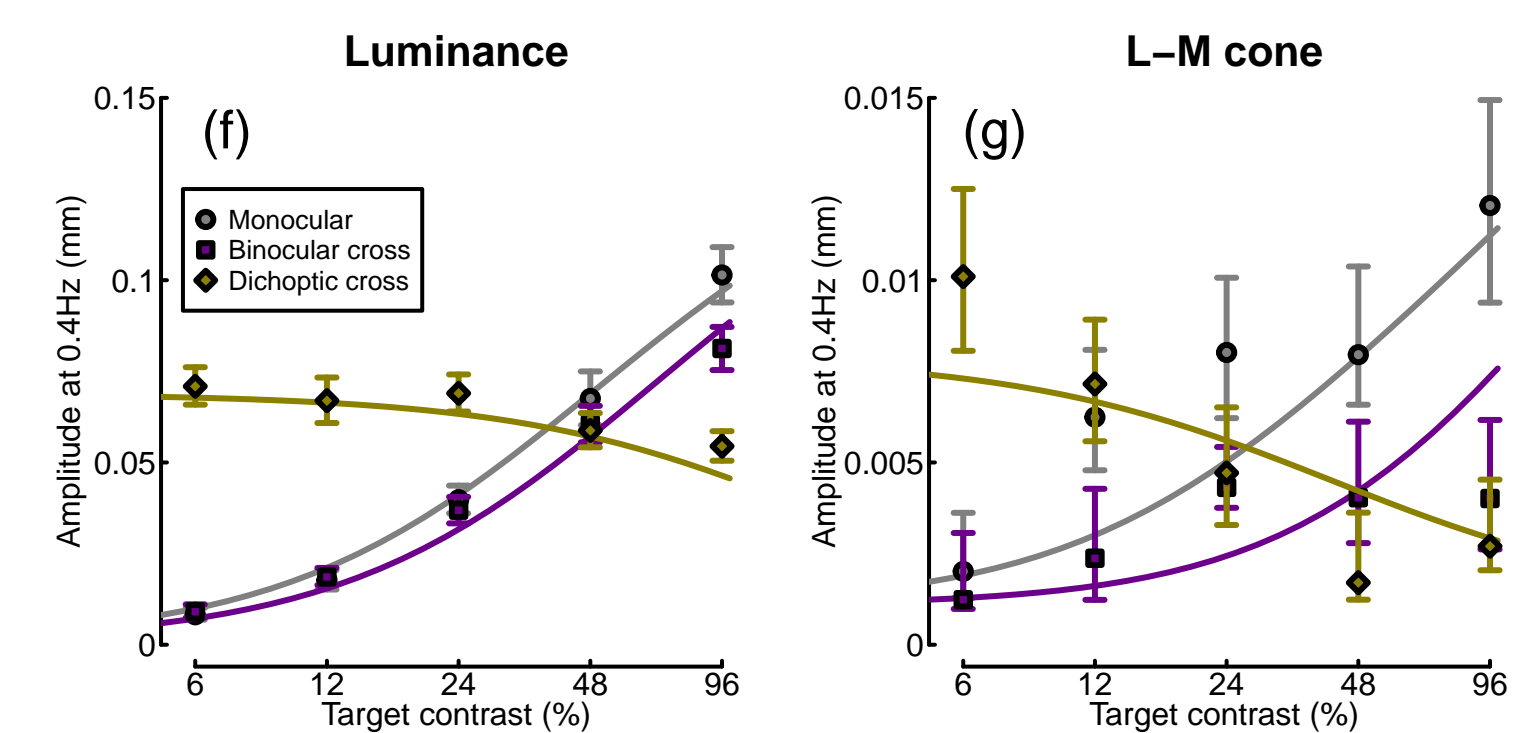 Luminance
L−M cone
(f)
(g)
Monocular
Binocular cross
Dichoptic cross
Amplitude at 0.4Hz (mm)
0.15
0.1
0.05
0
6 12 24 48 96
Target contrast (%)
Amplitude at 0.4Hz (mm)
0.015
0.01
0.005
0
6 12 24 48 96
Target contrast (%)